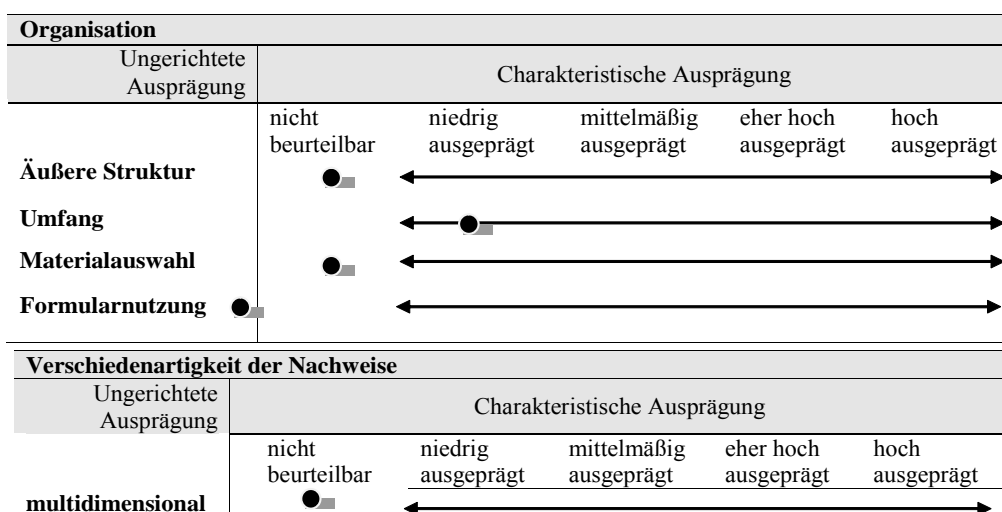 Organisation
Ungerichtete
Ausprägung
Charakteristische Ausprägung
nicht niedrig mittelmäßig eher hoch hoch
beurteilbar ausgeprägt ausgeprägt ausgeprägt ausgeprägt
Äußere Struktur
Umfang
Materialauswahl
Formularnutzung
Verschiedenartigkeit der Nachweise
Ungerichtete
Ausprägung
Charakteristische Ausprägung
nicht niedrig mittelmäßig eher hoch hoch
beurteilbar ausgeprägt ausgeprägt ausgeprägt ausgeprägt
multidimensional